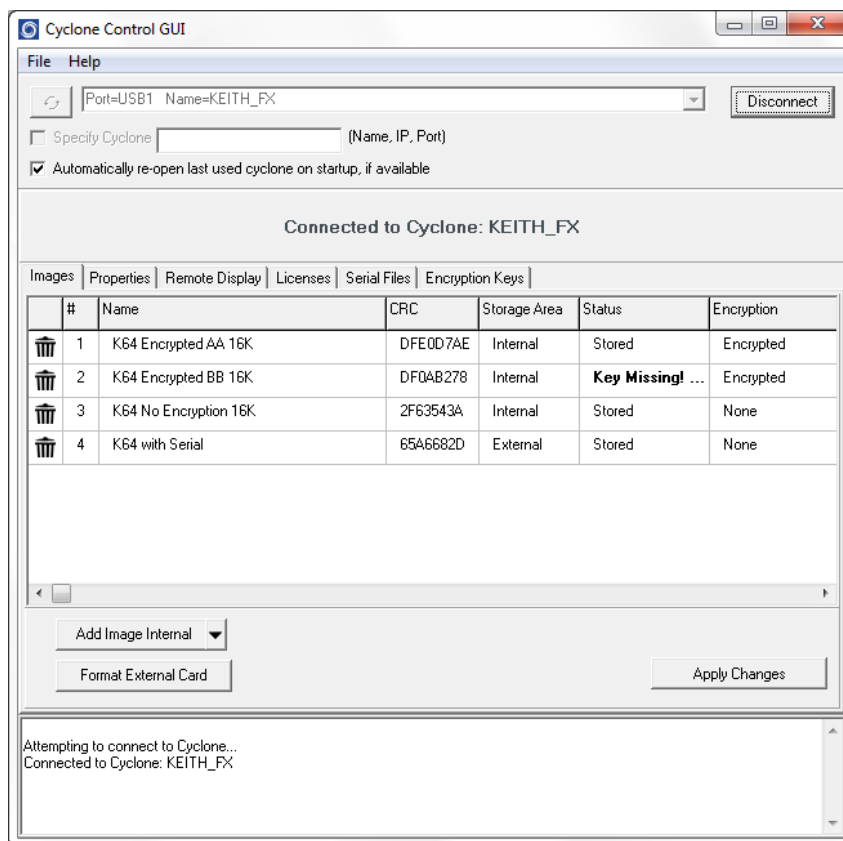 Cyclone Control GUI
File Help
Port=USB1 Name=KEITH_FX
Disconnect
Specify Cyclone (Name, IP, Port)
Automatically re-open last used cyclone on startup, if available
Connected to Cyclone: KEITH_FX
Images Properties Remote Display Licenses Serial Files Encryption Keys
# Name CRC Storage Area Status Encryption
1 K64 Encrypted AA 16K DFE0D7AE Internal Stored Encrypted
2 K64 Encrypted BB 16K DF0AB278 Internal Key Missing! ... Encrypted
3 K64 No Encryption 16K 2F63543A Internal Stored None
4 K64 with Serial 65A6682D External Stored None
Add Image Internal
Format External Card
Apply Changes
Attempting to connect to Cyclone...
Connected to Cyclone: KEITH_FX